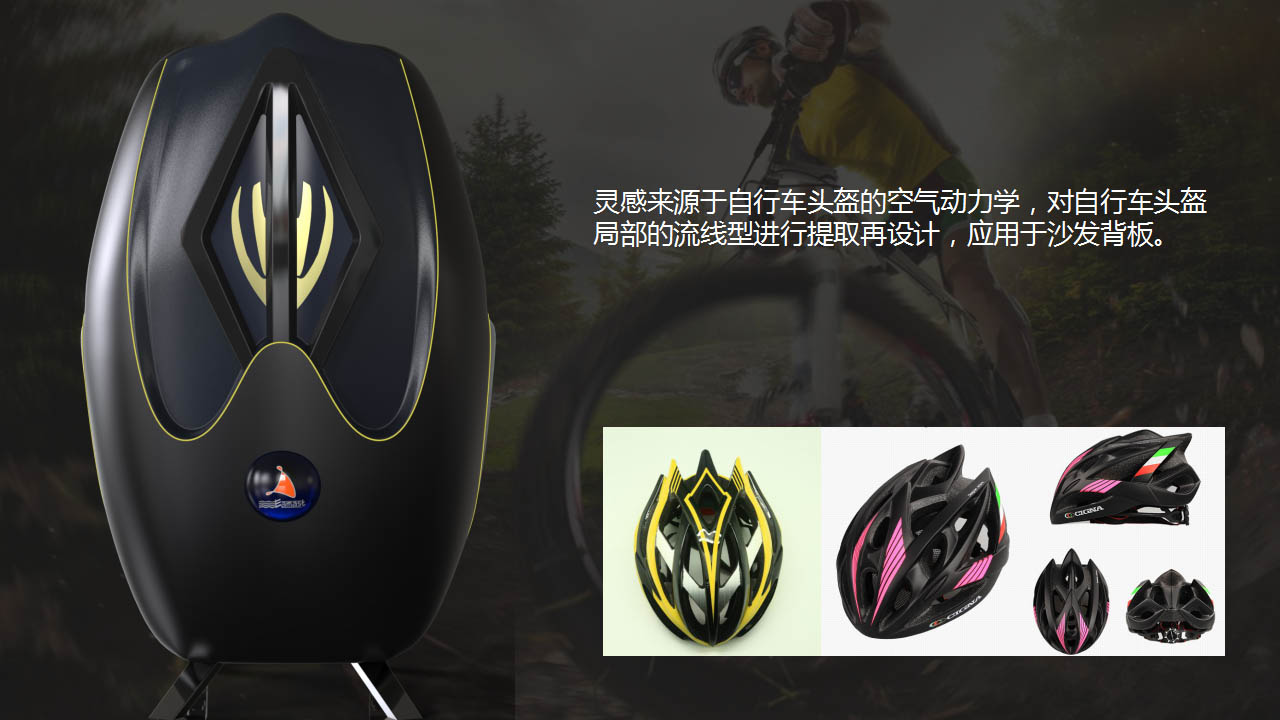 灵感来源于自行车头盔的空气动力学，对自行车头盔
局部的流线型进行提取再设计，应用于沙发背板。
CIGNA
CIGNA